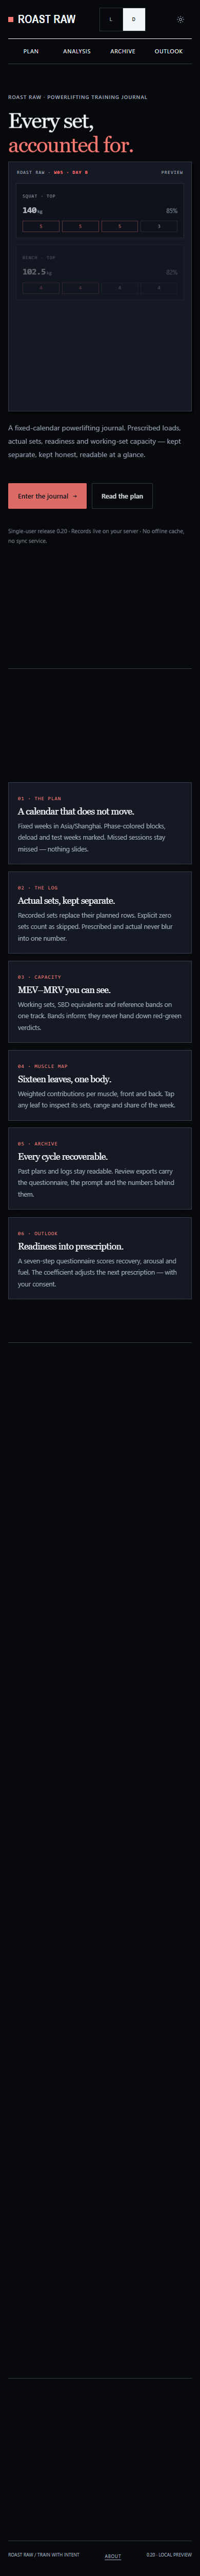 ROAST RAW
L
D
PLAN
ANALYSIS
ARCHIVE
OUTLOOK
ROAST RAW · POWERLIFTING TRAINING JOURNAL
Every set,
accounted for.
PREVIEW
SQUAT · TOP
140kg
85%
5
5
5
3
BENCH · TOP
102.5kg
82%
A fixed-calendar powerlifting journal. Prescribed loads,
actual sets, readiness and working-set capacity — kept
separate, kept honest, readable at a glance.
Enter the journal →
Read the plan
Single-user release 0.20 · Records live on your server · No offline cache,
no sync service.
01 · THE PLAN
A calendar that does not move.
Fixed weeks in Asia/Shanghai. Phase-colored blocks,
deload and test weeks marked. Missed sessions stay
missed — nothing slides.
02 · THE LOG
Actual sets, kept separate.
Recorded sets replace their planned rows. Explicit zero
sets count as skipped. Prescribed and actual never blur
into one number.
03 · CAPACITY
MEV–MRV you can see.
Working sets, SBD equivalents and reference bands on
one track. Bands inform; they never hand down red-green
verdicts.
04 · MUSCLE MAP
Sixteen leaves, one body.
Weighted contributions per muscle, front and back. Tap
any leaf to inspect its sets, range and share of the week.
05 · ARCHIVE
Every cycle recoverable.
Past plans and logs stay readable. Review exports carry
the questionnaire, the prompt and the numbers behind
them.
06 · OUTLOOK
Readiness into prescription.
A seven-step questionnaire scores recovery, arousal and
fuel. The coefficient adjusts the next prescription — with
your consent.
ROAST RAW / TRAIN WITH INTENT
ABOUT
0.20 · LOCAL PREVIEW